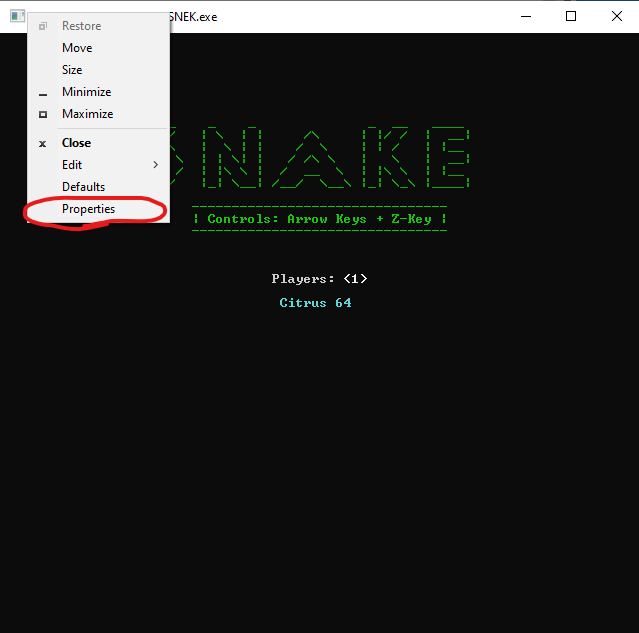 SNEK.exe
Restore
Move
Size
Minimize
Maximize
x Close
Edit >
Defaults
Properties
SNAKE
| Controls: Arrow Keys + Z-Key |
Players: <1>
Citrus 64